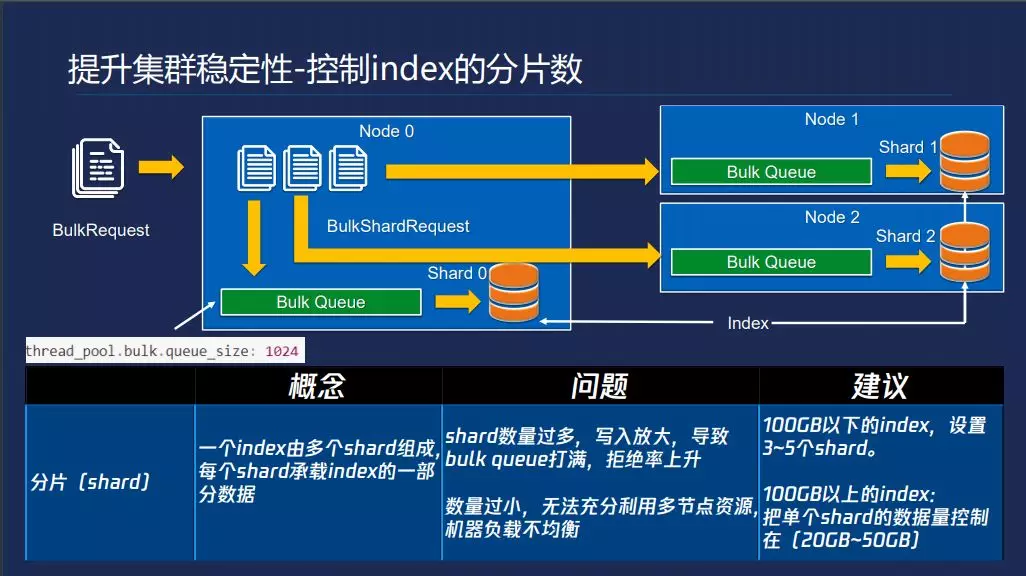 提升集群稳定性-控制index的分片数
Node 0
Node 1
Shard 1
Bulk Queue
BulkRequest
BulkShardRequest
Node 2
Shard 2
Bulk Queue
Shard 0
Bulk Queue
Index
thread_pool.bulk.queue_size: 1024
概念
问题
建议
分片（shard）
一个index由多个shard组成,
每个shard承载index的一部
分数据
shard数量过多，写入放大，导致
bulk queue打满，拒绝率上升
数量过小，无法充分利用多节点资源,
机器负载不均衡
100GB以下的index，设置
3~5个shard。
100GB以上的index;
把单个shard的数据量控制
在（20GB~50GB）